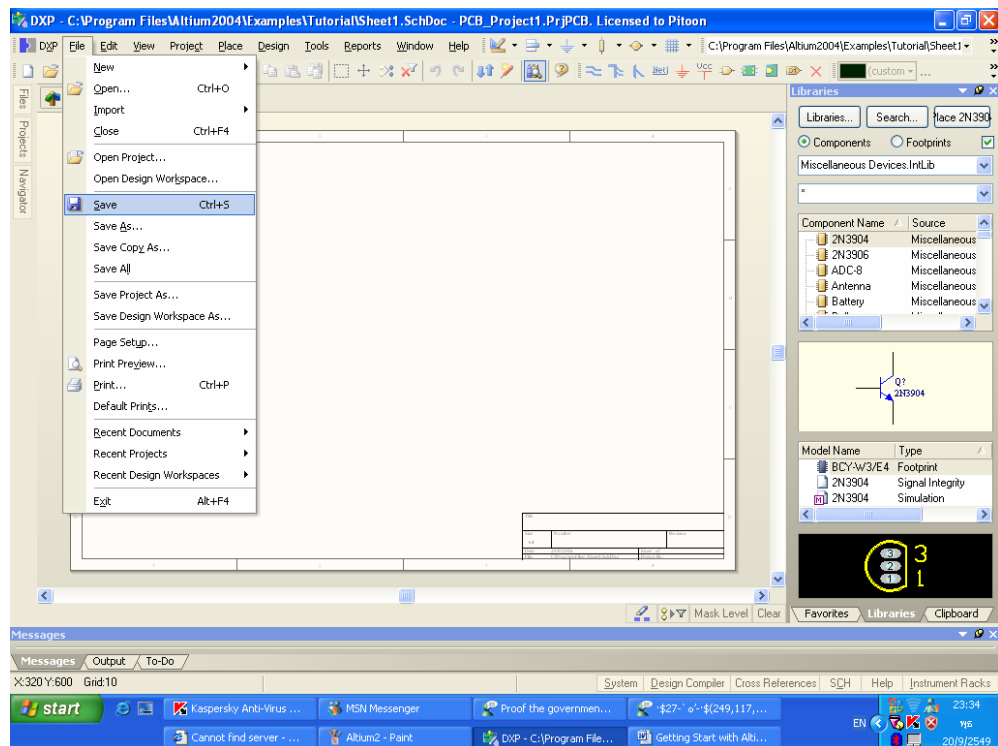 DXP - C:\Program Files\Altium2004\Examples\Tutorial\Sheet1.SchDoc - PCB_Project1.PrjPCB. Licensed to Pitoon
DXP File Edit View Project Place Design Tools Reports Window Help C:\Program Files\Altium2004\Examples\Tutorial\Sheet1
Vcc (custom ...
Files
Projects
Navigator
New
Open... Ctrl+O
Import
Close Ctrl+F4
Open Project...
Open Design Workspace...
Save Ctrl+S
Save As...
Save Copy As...
Save All
Save Project As...
Save Design Workspace As...
Page Setup...
Print Preview...
Print... Ctrl+P
Default Prints...
Recent Documents
Recent Projects
Recent Design Workspaces
Exit Alt+F4
Libraries
Libraries... Search... Place 2N390
Components Footprints
Miscellaneous Devices.IntLib
*
Component Name Source
2N3904 Miscellaneous
2N3906 Miscellaneous
ADC-8 Miscellaneous
Antenna Miscellaneous
Battery Miscellaneous
Q?
2N3904
Model Name Type
BCY-W3/E4 Footprint
2N3904 Signal Integrity
2N3904 Simulation
3
2
1
3
1
Mask Level Clear
Favorites Libraries Clipboard
Messages
Messages Output To-Do
X:320 Y:600 Grid:10
System Design Compiler Cross References SCH Help Instrument Racks
start
Kaspersky Anti-Virus ...
MSN Messenger
Proof the governmen...
·$27-`o´-·$(249,117,...
Cannot find server - ...
Altium2 - Paint
DXP - C:\Program File...
Getting Start with Alti...
EN
23:34
พุธ
20/9/2549